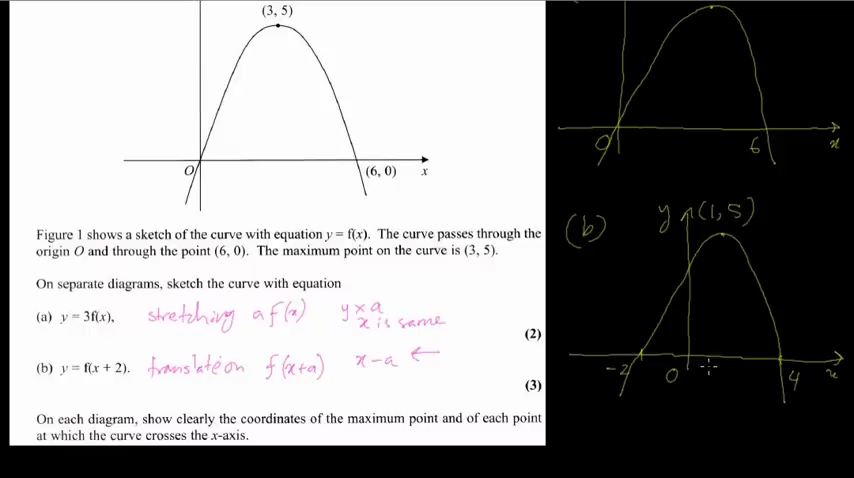 (3, 5)
O
(6, 0)
x
Figure 1 shows a sketch of the curve with equation y = f(x). The curve passes through the
origin O and through the point (6, 0). The maximum point on the curve is (3, 5).
On separate diagrams, sketch the curve with equation
(a) y = 3f(x), stretching a f(x) y × a
x is same
(2)
(b) y = f(x + 2). translation f(x+a) x - a ←
(3)
On each diagram, show clearly the coordinates of the maximum point and of each point
at which the curve crosses the x-axis.
O
6
x
(b)
y
(1, 5)
-2
O
4
x